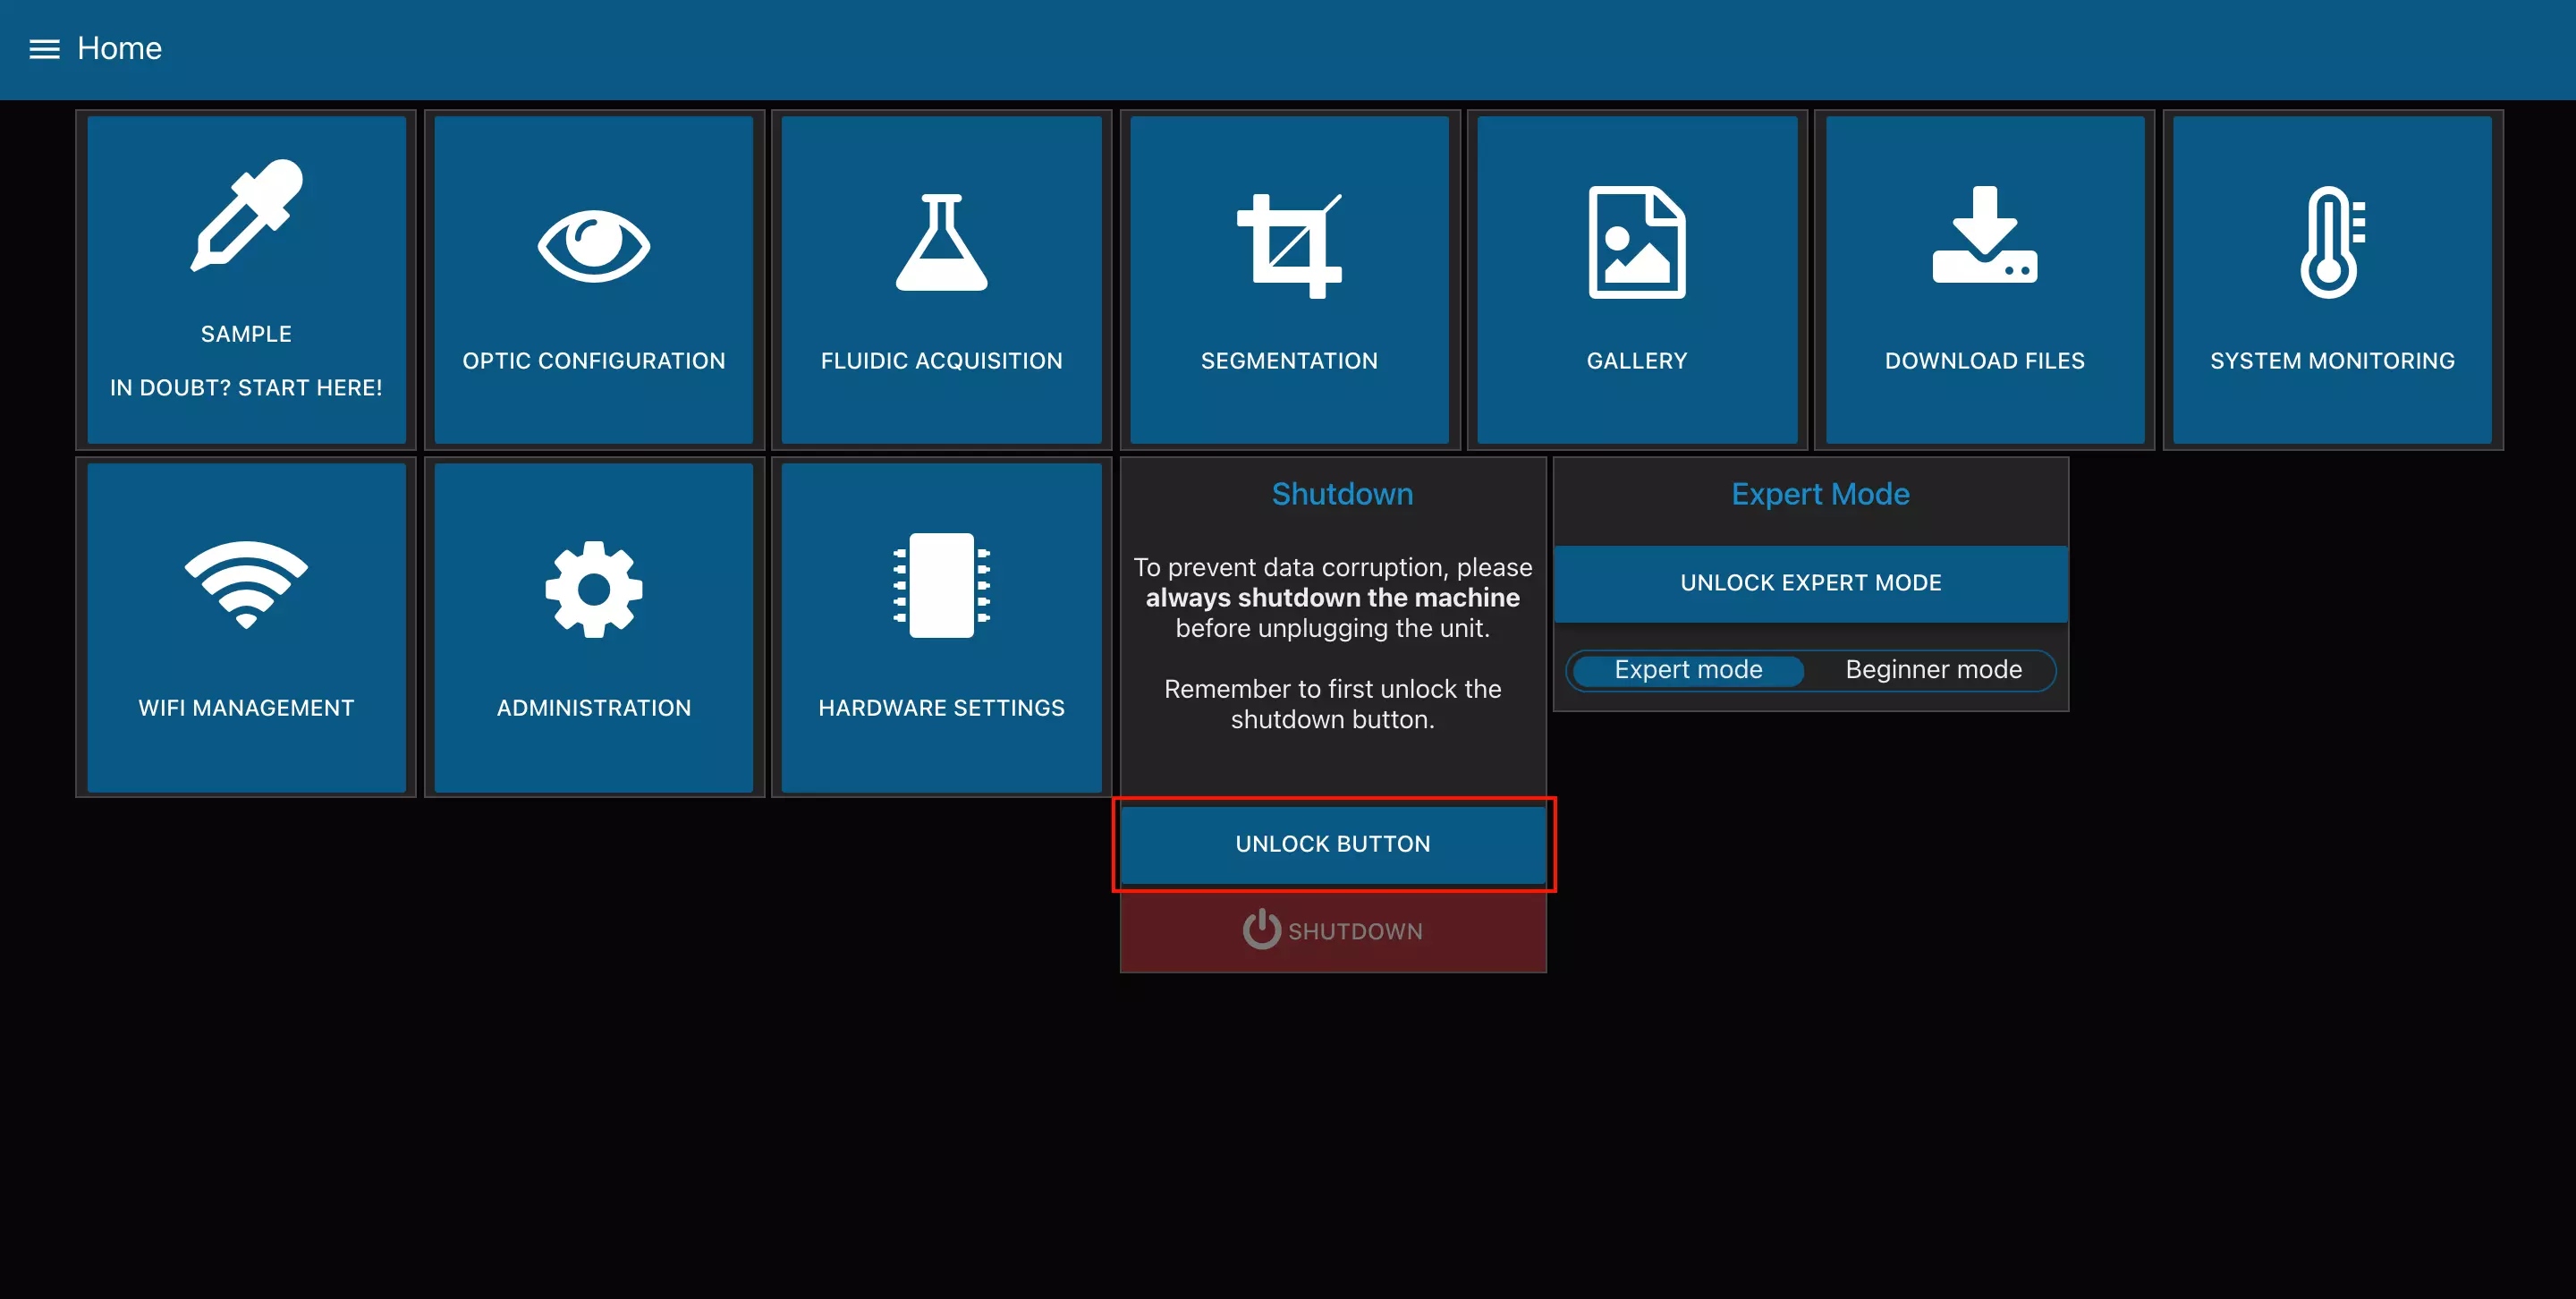 Home
SAMPLE
IN DOUBT? START HERE!
OPTIC CONFIGURATION
FLUIDIC ACQUISITION
SEGMENTATION
GALLERY
DOWNLOAD FILES
SYSTEM MONITORING
WIFI MANAGEMENT
ADMINISTRATION
HARDWARE SETTINGS
Shutdown
To prevent data corruption, please
always shutdown the machine
before unplugging the unit.
Remember to first unlock the
shutdown button.
UNLOCK BUTTON
SHUTDOWN
Expert Mode
UNLOCK EXPERT MODE
Expert mode
Beginner mode